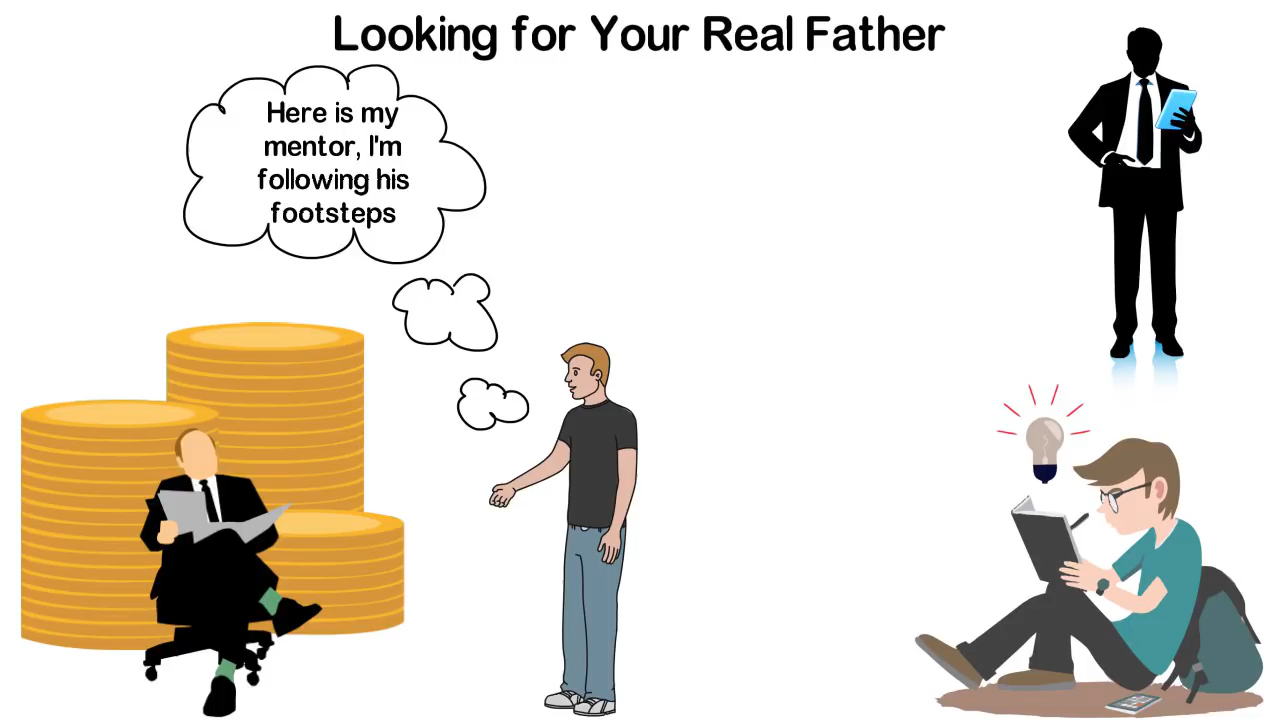 Looking for Your Real Father
Here is my
mentor, I'm
following his
footsteps